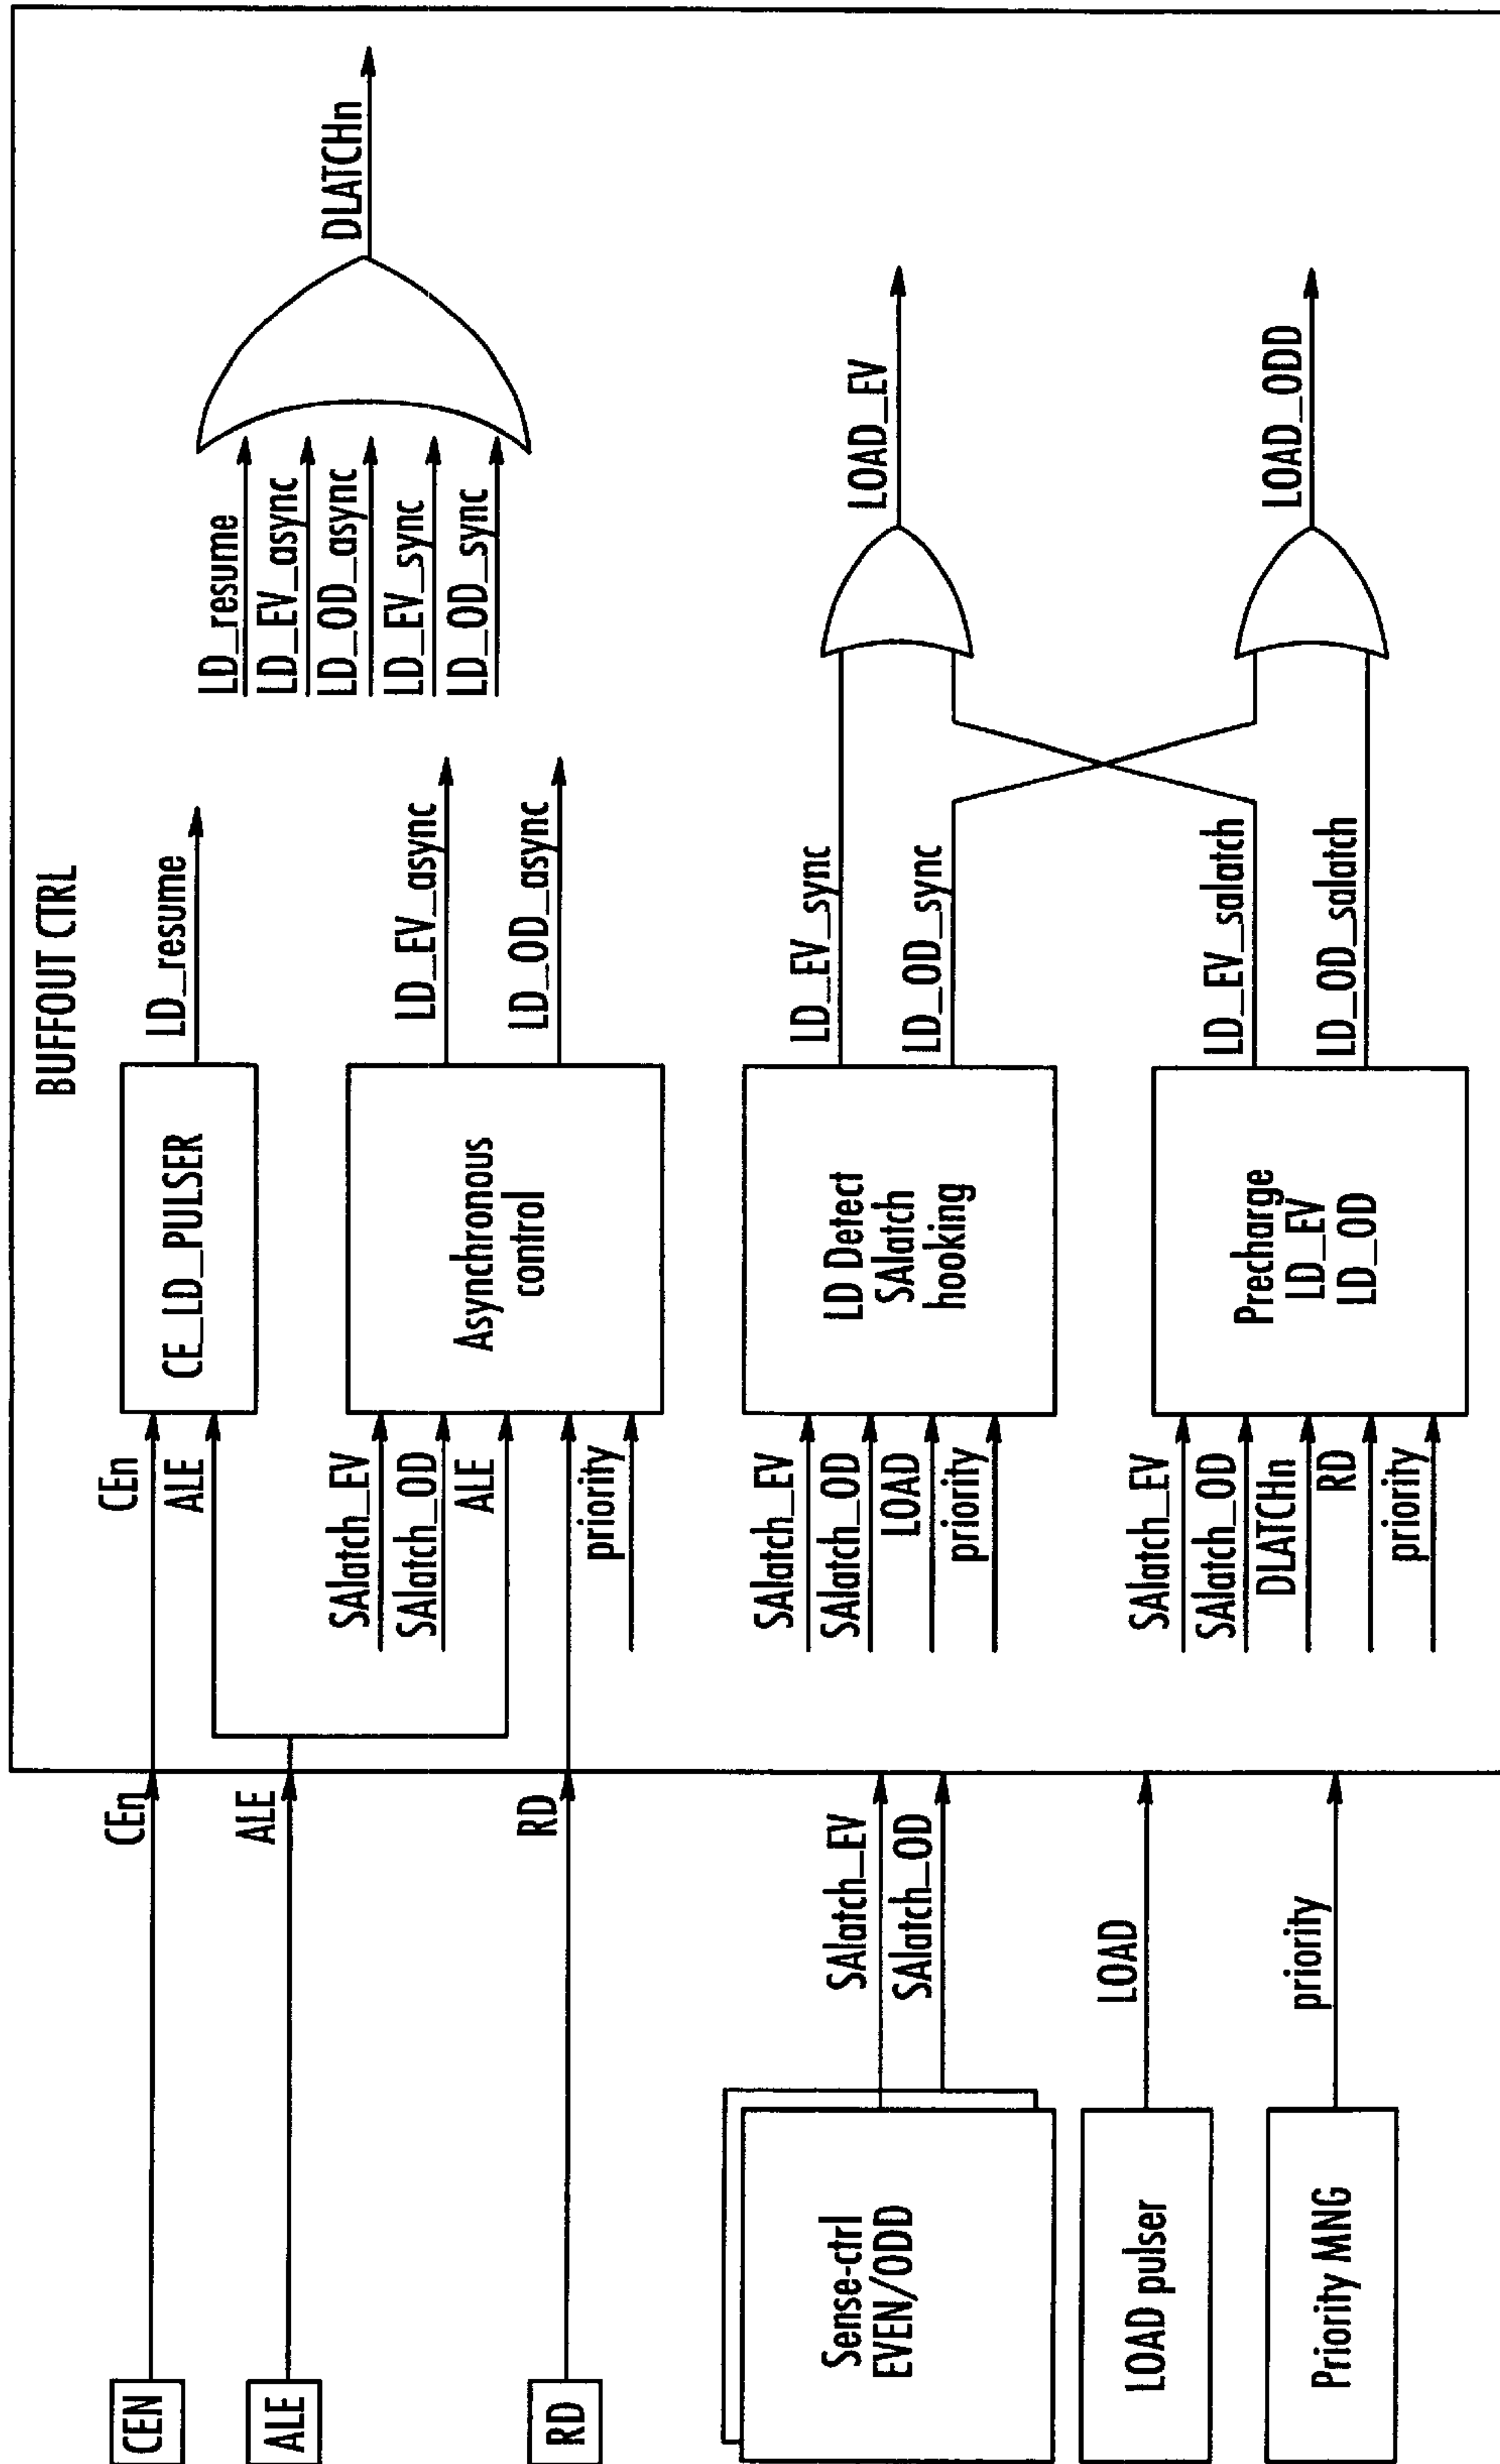 BUFFOUT CTRL
CEN
CEn
CEn
ALE
ALE
ALE
CE_LD_PULSER
LD_resume
RD
RD
SAlatch_EV
SAlatch_OD
ALE
priority
Asynchronous
control
LD_EV_async
LD_OD_async
LD_resume
LD_EV_async
LD_OD_async
LD_EV_sync
LD_OD_sync
DLATCHn
Sense-ctrl
EVEN/ODD
SAlatch_EV
SAlatch_OD
SAlatch_EV
SAlatch_OD
LOAD
priority
LD Detect
SAlatch
hooking
LD_EV_sync
LD_OD_sync
LOAD_EV
LOAD pulser
LOAD
Priority MNG
priority
SAlatch_EV
SAlatch_OD
DLATCHn
RD
priority
Precharge
LD_EV
LD_OD
LD_EV_salatch
LD_OD_salatch
LOAD_ODD